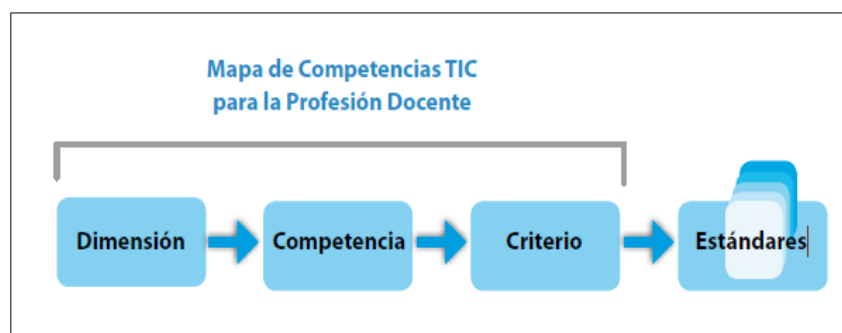 Mapa de Competencias TIC
para la Profesión Docente
Dimensión
Competencia
Criterio
Estándares